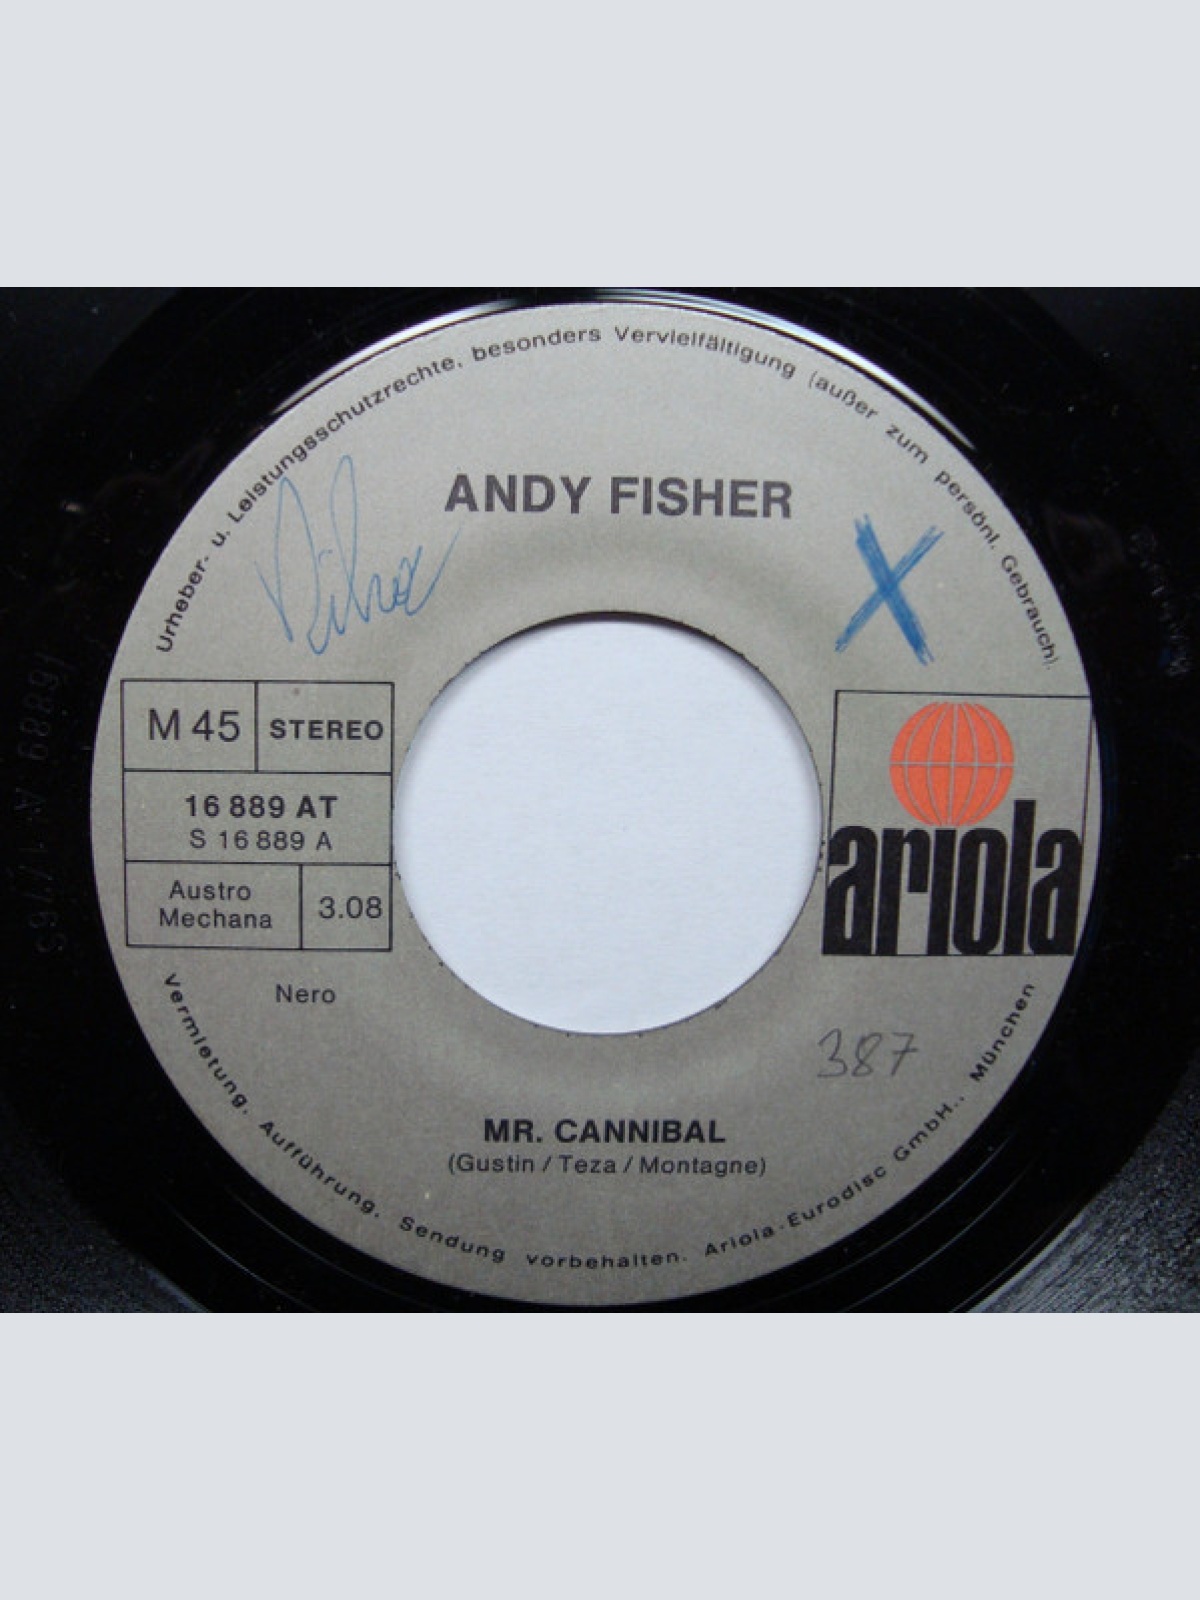 Urheber- u. Leistungsschutzrechte, besonders Vervielfältigung (außer zum persönl. Gebrauch).
ANDY FISHER
X
M 45
STEREO
16 889 AT
S 16 889 A
Austro
Mechana
3.08
ariola
Nero
387
MR. CANNIBAL
(Gustin / Teza / Montagne)
Vermietung, Aufführung, Sendung vorbehalten. Ariola-Eurodisc GmbH., München